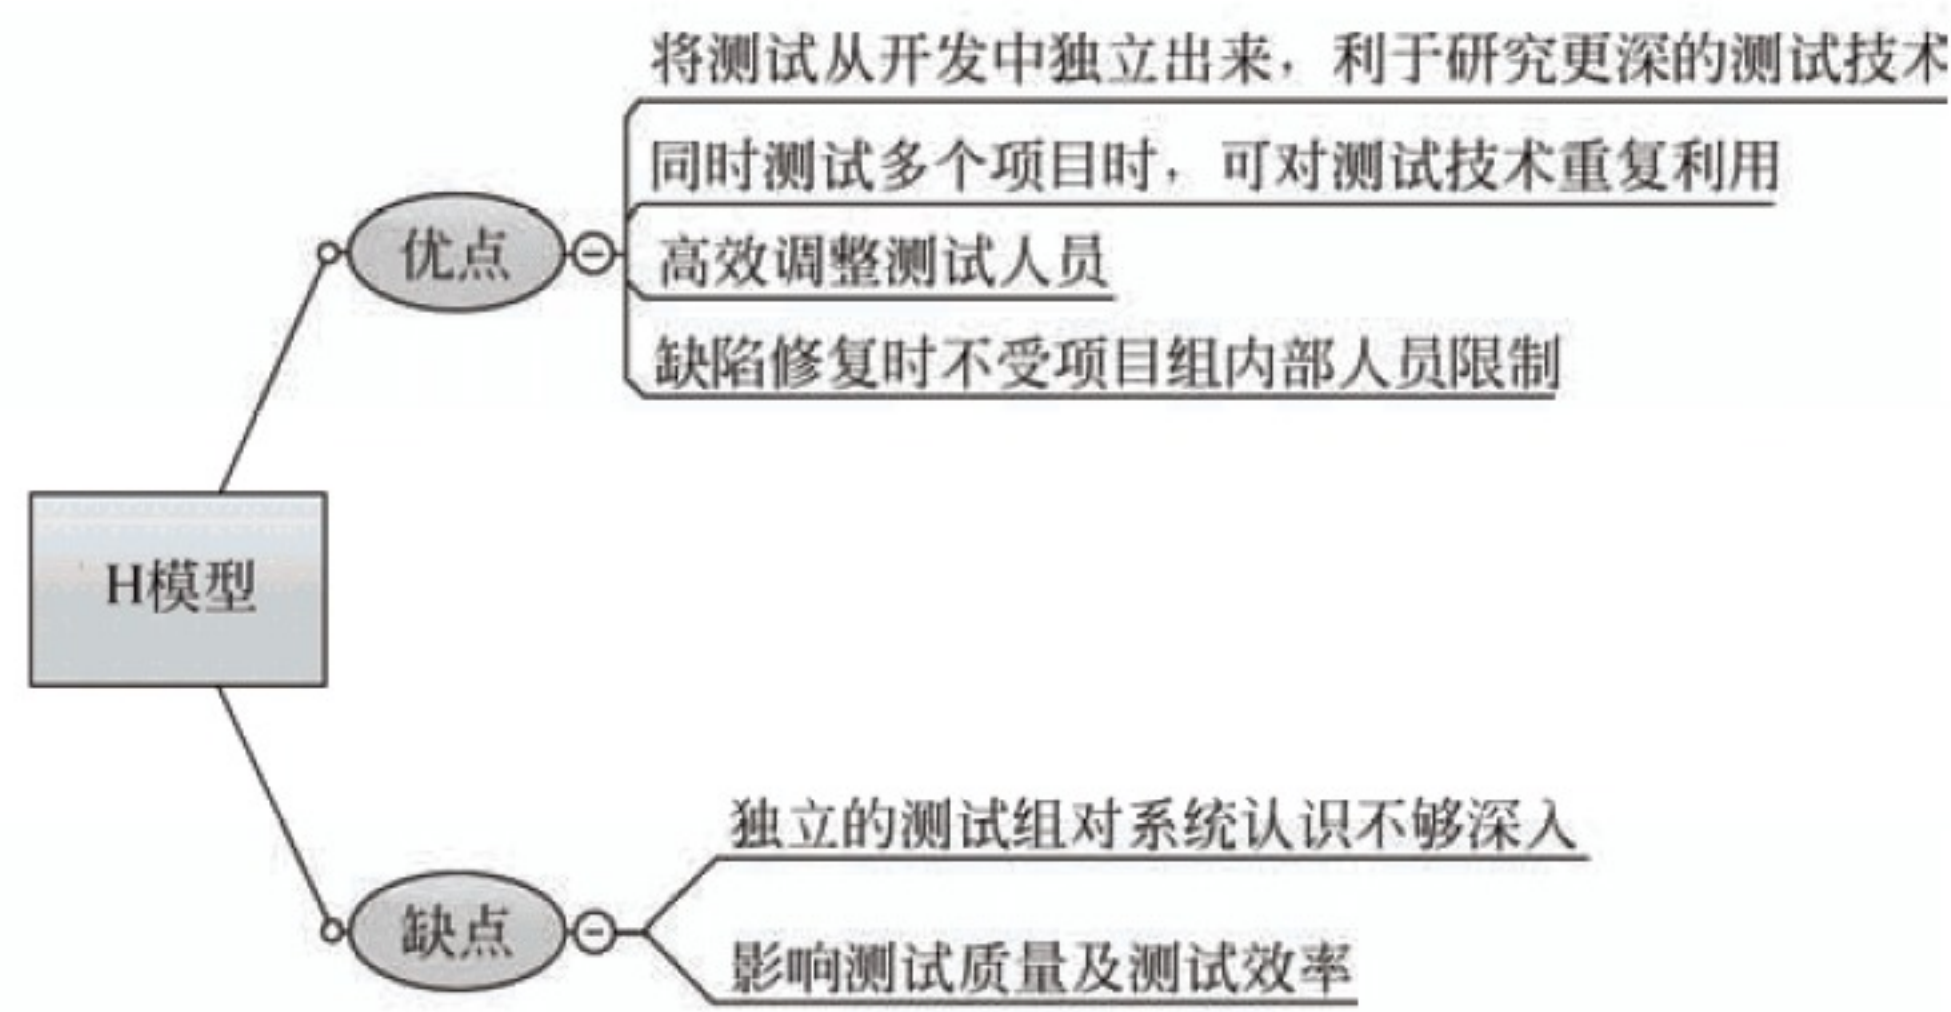 将测试从开发中独立出来，利于研究更深的测试技术
同时测试多个项目时，可对测试技术重复利用
优点
高效调整测试人员
缺陷修复时不受项目组内部人员限制
H模型
独立的测试组对系统认识不够深入
缺点
影响测试质量及测试效率